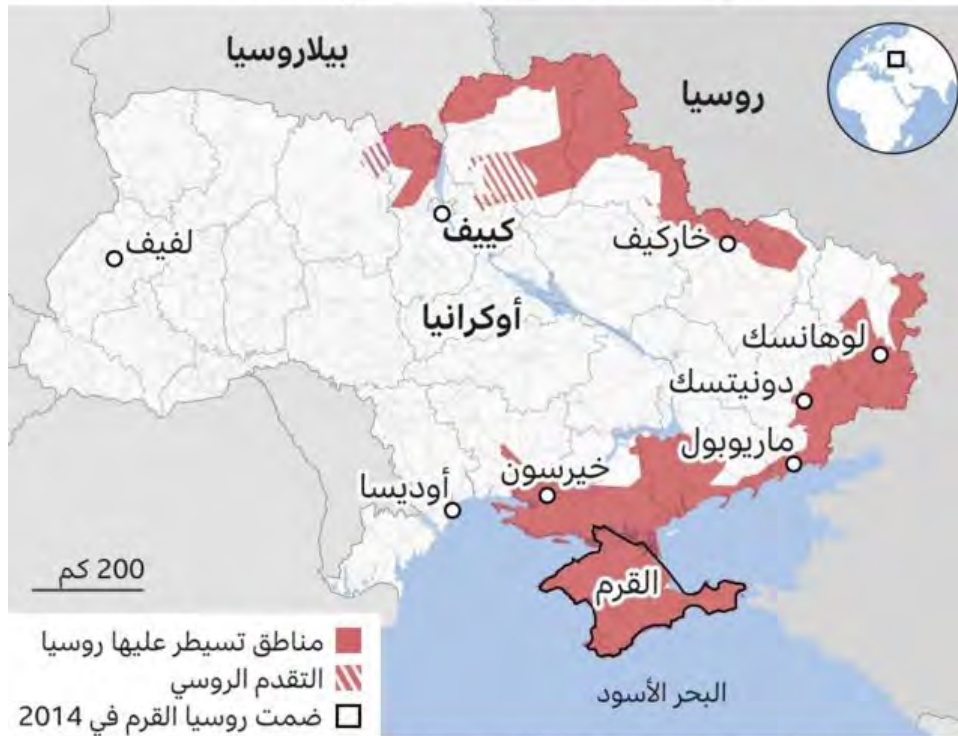 بيلاروسيا
روسيا
كييف
لفيف
خاركيف
أوكرانيا
لوهانسك
دونيتسك
ماريوبول
خيرسون
أوديسا
القرم
200 كم
مناطق تسيطر عليها روسيا
التقدم الروسي
ضمت روسيا القرم في 2014
البحر الأسود